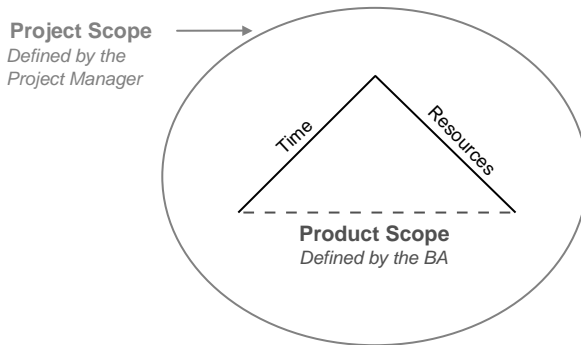 Project Scope
Defined by the
Project Manager
Time
Resources
Product Scope
Defined by the BA